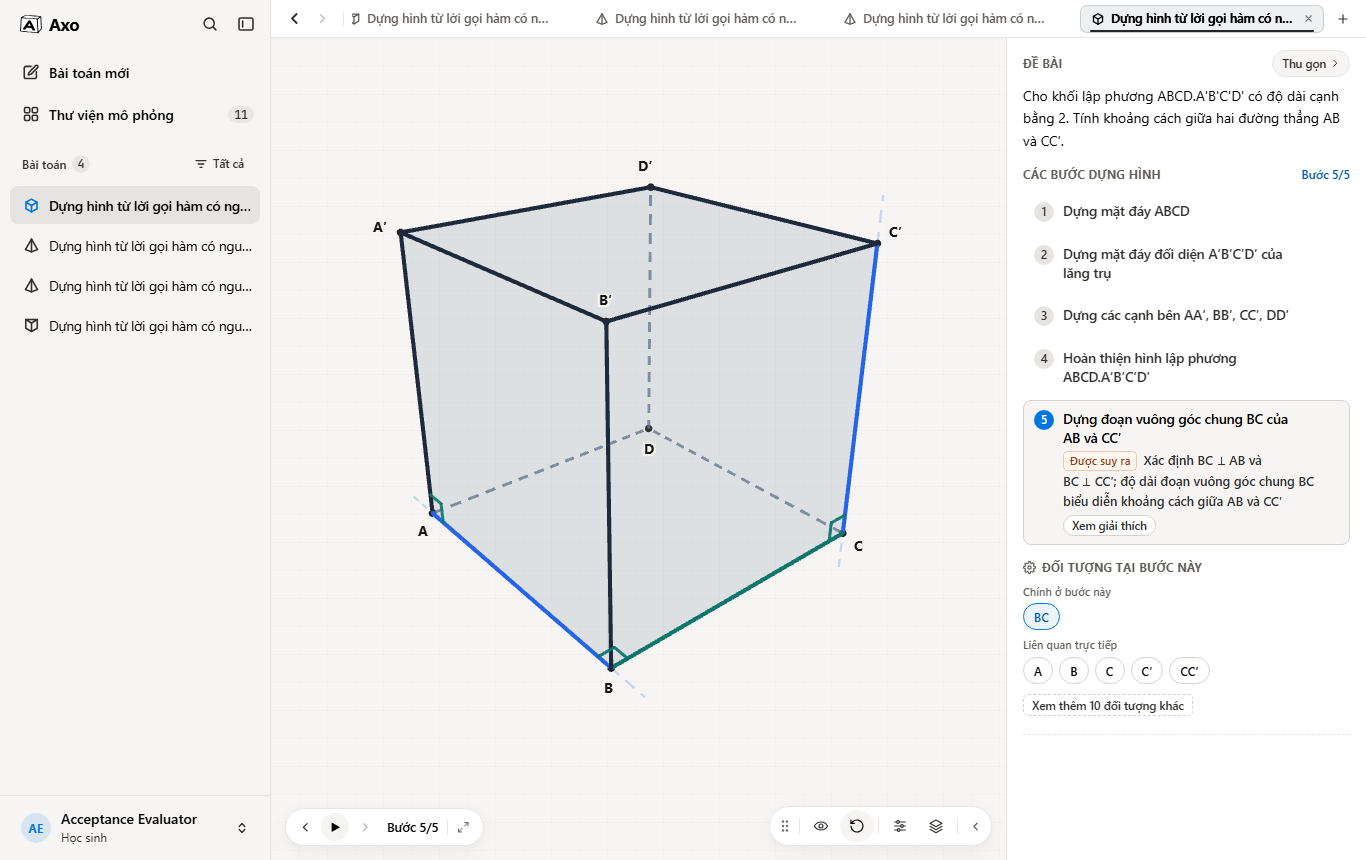 Axo
Bài toán mới
Thư viện mô phỏng 11
Bài toán 4 Tất cả
Dựng hình từ lời gọi hàm có ng...
Dựng hình từ lời gọi hàm có nguy...
Dựng hình từ lời gọi hàm có ngu...
Dựng hình từ lời gọi hàm có ngu...
AE Acceptance Evaluator
Học sinh
Dựng hình từ lời gọi hàm có n... Dựng hình từ lời gọi hàm có n... Dựng hình từ lời gọi hàm có n... Dựng hình từ lời gọi hàm có n... × +
D′
A′
C′
B′
D
A
C
B
Bước 5/5
ĐỀ BÀI Thu gọn
Cho khối lập phương ABCD.A'B'C'D' có độ dài cạnh
bằng 2. Tính khoảng cách giữa hai đường thẳng AB
và CC'.
CÁC BƯỚC DỰNG HÌNH Bước 5/5
1 Dựng mặt đáy ABCD
2 Dựng mặt đáy đối diện A′B′C′D′ của
lăng trụ
3 Dựng các cạnh bên AA′, BB′, CC′, DD′
4 Hoàn thiện hình lập phương
ABCD.A′B′C′D′
5 Dựng đoạn vuông góc chung BC của
AB và CC′
Được suy ra Xác định BC ⊥ AB và
BC ⊥ CC′; độ dài đoạn vuông góc chung BC
biểu diễn khoảng cách giữa AB và CC′
Xem giải thích
ĐỐI TƯỢNG TẠI BƯỚC NÀY
Chính ở bước này
BC
Liên quan trực tiếp
A B C C′ CC′
Xem thêm 10 đối tượng khác